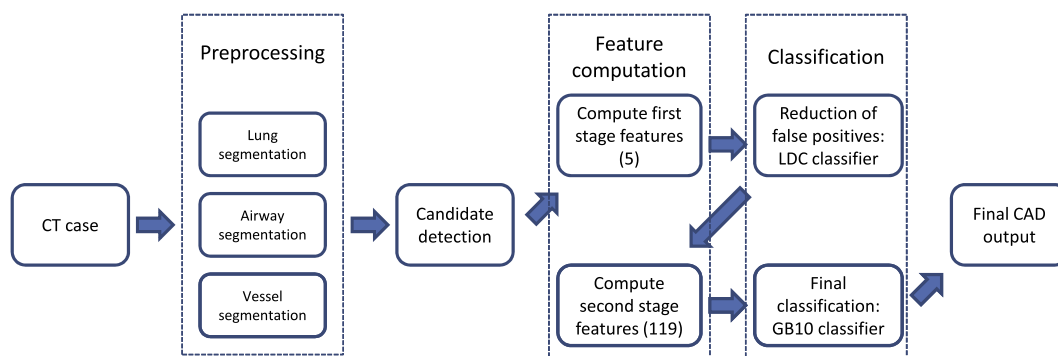 CT case
Preprocessing
Lung
segmentation
Airway
segmentation
Vessel
segmentation
Candidate
detection
Feature
computation
Compute first
stage features
(5)
Compute
second stage
features (119)
Classification
Reduction of
false positives:
LDC classifier
Final
classification:
GB10 classifier
Final CAD
output